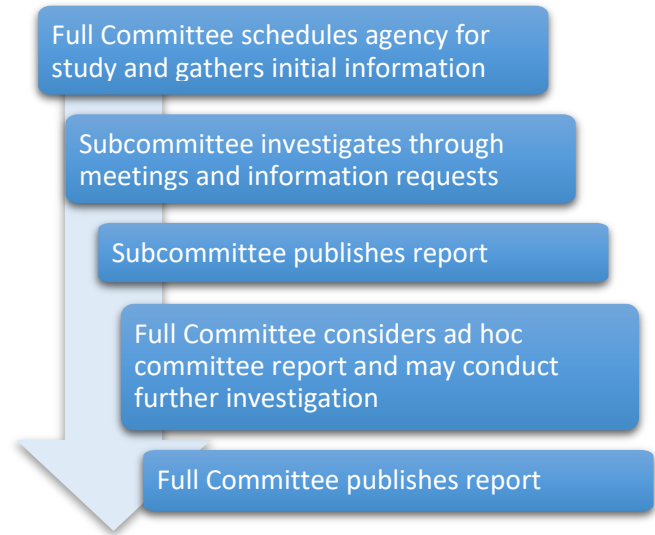 Full Committee schedules agency for
study and gathers initial information
Subcommittee investigates through
meetings and information requests
Subcommittee publishes report
Full Committee considers ad hoc
committee report and may conduct
further investigation
Full Committee publishes report